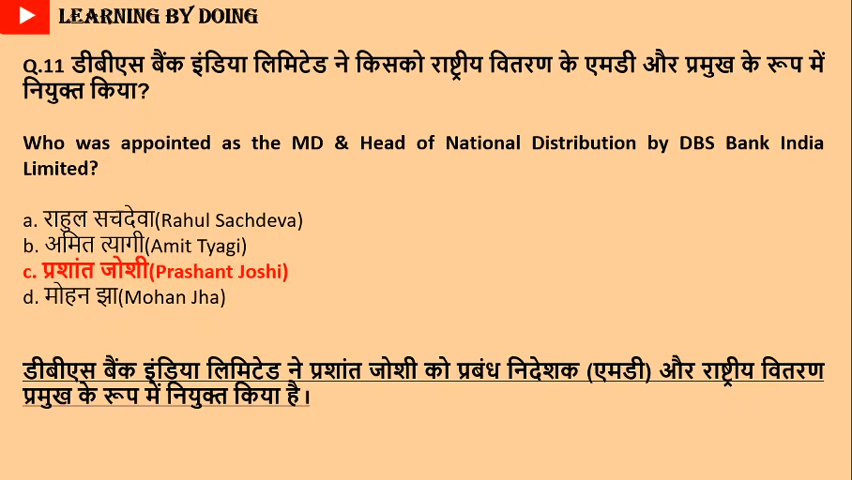 LEARNING BY DOING
Q.11 डीबीएस बैंक इंडिया लिमिटेड ने किसको राष्ट्रीय वितरण के एमडी और प्रमुख के रूप में
नियुक्त किया?
Who was appointed as the MD & Head of National Distribution by DBS Bank India
Limited?
a. राहुल सचदेवा(Rahul Sachdeva)
b. अमित त्यागी(Amit Tyagi)
c. प्रशांत जोशी(Prashant Joshi)
d. मोहन झा(Mohan Jha)
डीबीएस बैंक इंडिया लिमिटेड ने प्रशांत जोशी को प्रबंध निदेशक (एमडी) और राष्ट्रीय वितरण
प्रमुख के रूप में नियुक्त किया है।